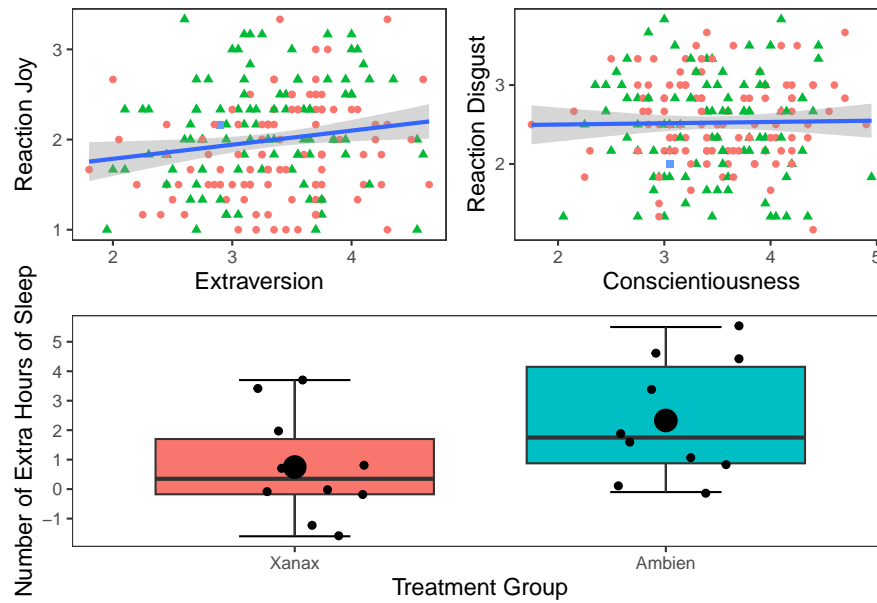 Reaction Joy
3
2
1
2
3
4
Extraversion
Reaction Disgust
3
2
2
3
4
5
Conscientiousness
Number of Extra Hours of Sleep
5
4
3
2
1
0
−1
Xanax
Ambien
Treatment Group